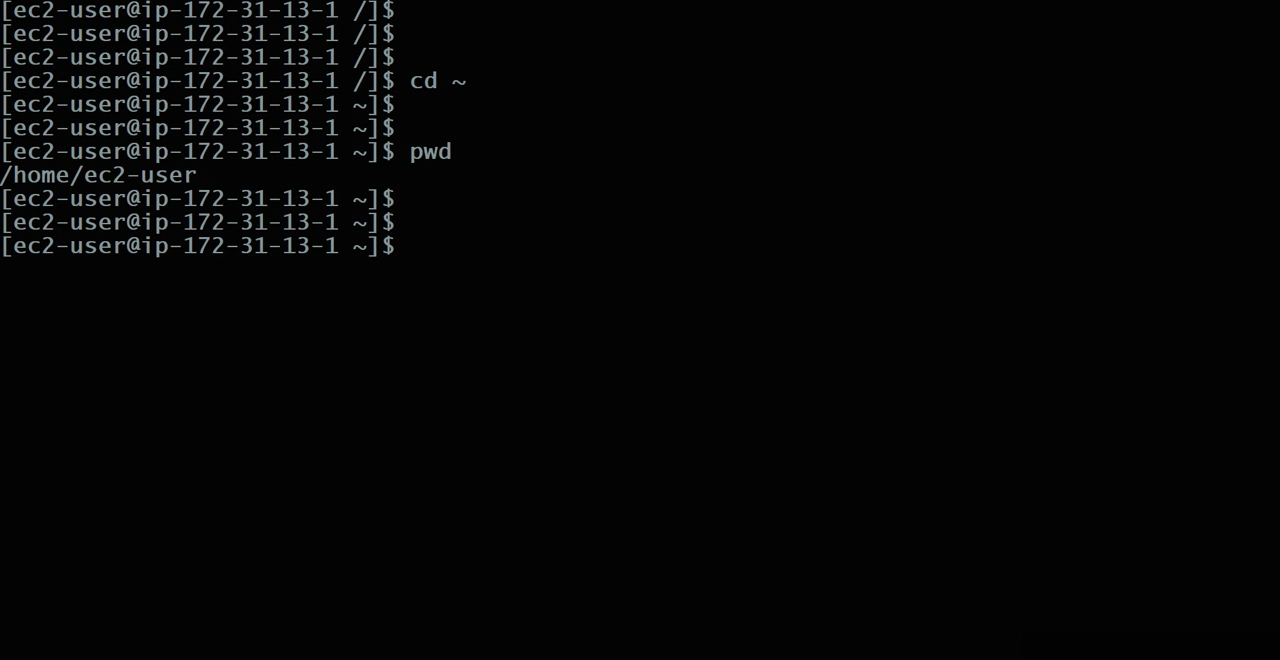 [ec2-user@ip-172-31-13-1 /]$
[ec2-user@ip-172-31-13-1 /]$
[ec2-user@ip-172-31-13-1 /]$
[ec2-user@ip-172-31-13-1 /]$ cd ~
[ec2-user@ip-172-31-13-1 ~]$
[ec2-user@ip-172-31-13-1 ~]$
[ec2-user@ip-172-31-13-1 ~]$ pwd
/home/ec2-user
[ec2-user@ip-172-31-13-1 ~]$
[ec2-user@ip-172-31-13-1 ~]$
[ec2-user@ip-172-31-13-1 ~]$